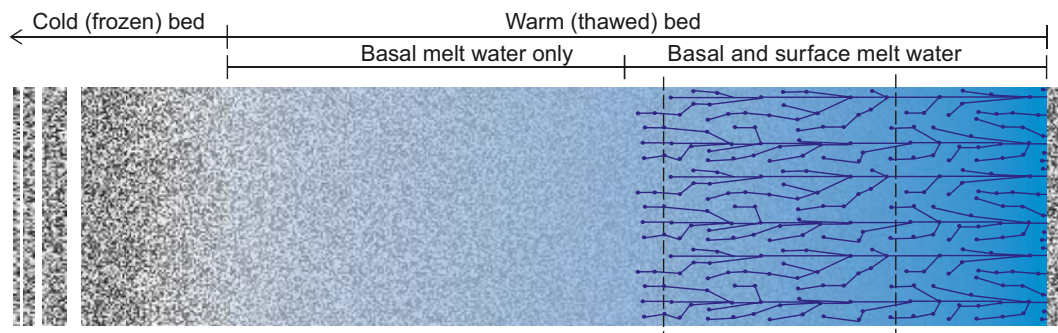 Cold (frozen) bed
Warm (thawed) bed
Basal melt water only
Basal and surface melt water